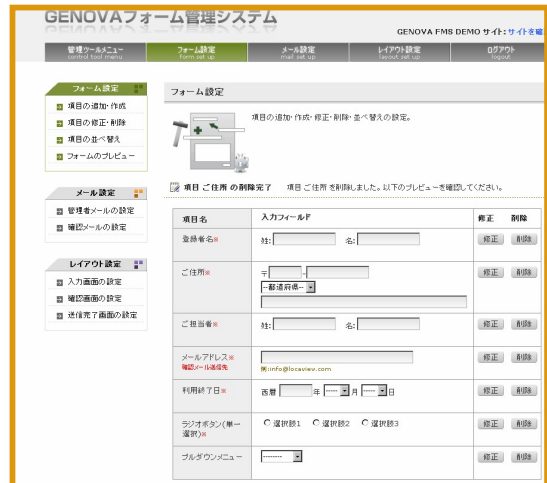 GENOVAフォーム管理システム
GENOVA FMS DEMO サイト:サイトを確
管理ツールメニュー フォーム設定 メール設定 レイアウト設定 ログアウト
control tool menu form set up mail set up layout set up logout
フォーム設定
項目の追加・作成
項目の修正・削除
項目の並べ替え
フォームのプレビュー
メール設定
管理者メールの設定
確認メールの設定
レイアウト設定
入力画面の設定
確認画面の設定
送信完了画面の設定
フォーム設定
項目の追加・作成・修正・削除・並べ替えの設定。
項目 ご住所 の削除完了 項目 ご住所 を削除しました。以下のプレビューを確認してください。
項目名 入力フィールド 修正 削除
登録者名※ 姓: 名: 修正 削除
ご住所※ 〒 - 修正 削除
--都道府県--
ご担当者※ 姓: 名: 修正 削除
メールアドレス※ 修正 削除
確認メール送信先 例:info@locaview.com
利用終了日※ 西暦 年 ---- 月 ---- 日 修正 削除
ラジオボタン(単一選択)※ 選択肢1 選択肢2 選択肢3 修正 削除
プルダウンメニュー -------- 修正 削除